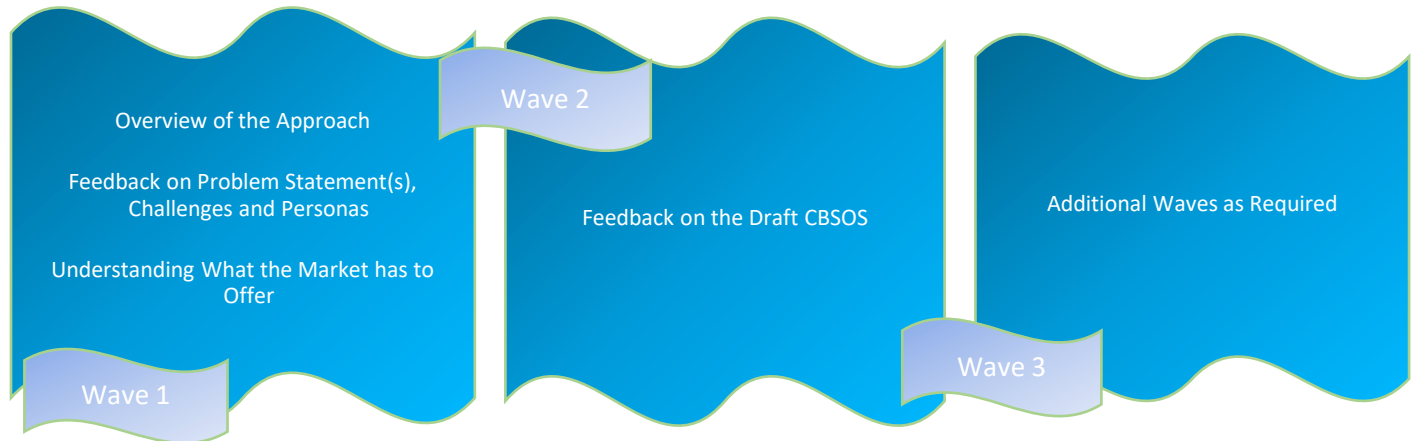 Overview of the Approach
Feedback on Problem Statement(s),
Challenges and Personas
Understanding What the Market has to
Offer
Wave 1
Wave 2
Feedback on the Draft CBSOS
Wave 3
Additional Waves as Required